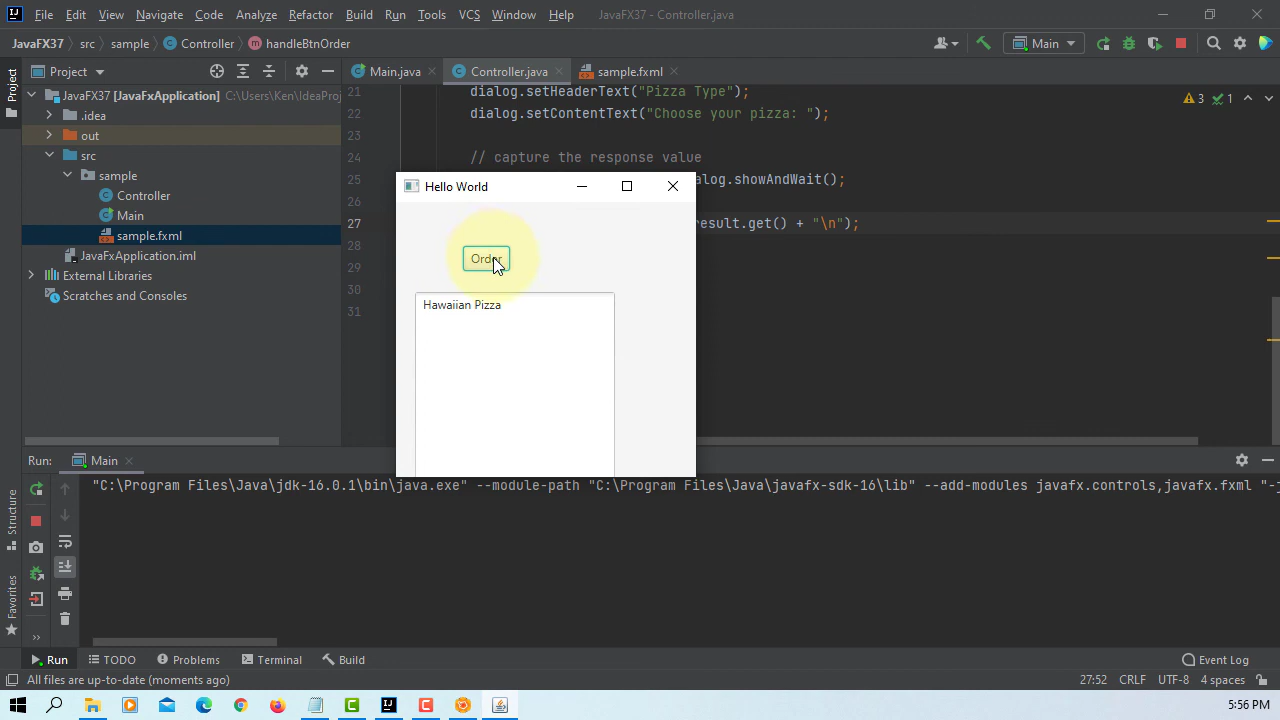 File Edit View Navigate Code Analyze Refactor Build Run Tools VCS Window Help JavaFX37 - Controller.java
JavaFX37 src sample Controller handleBtnOrder Main
Project
Project
Main.java
Controller.java
sample.fxml
JavaFX37 [JavaFxApplication] C:\Users\Ken\IdeaProj
.idea
out
src
sample
Controller
Main
sample.fxml
JavaFxApplication.iml
External Libraries
Scratches and Consoles
21 dialog.setHeaderText("Pizza Type");
22 dialog.setContentText("Choose your pizza: ");
23
24 // capture the response value
25 alog.showAndWait();
26
27 result.get() + "\n");
28
29
30
31
3
1
Hello World
Order
Hawaiian Pizza
Run: Main
"C:\Program Files\Java\jdk-16.0.1\bin\java.exe" --module-path "C:\Program Files\Java\javafx-sdk-16\lib" --add-modules javafx.controls,javafx.fxml
Structure
Favorites
Run TODO Problems Terminal Build Event Log
All files are up-to-date (moments ago) 27:52 CRLF UTF-8 4 spaces
5:56 PM